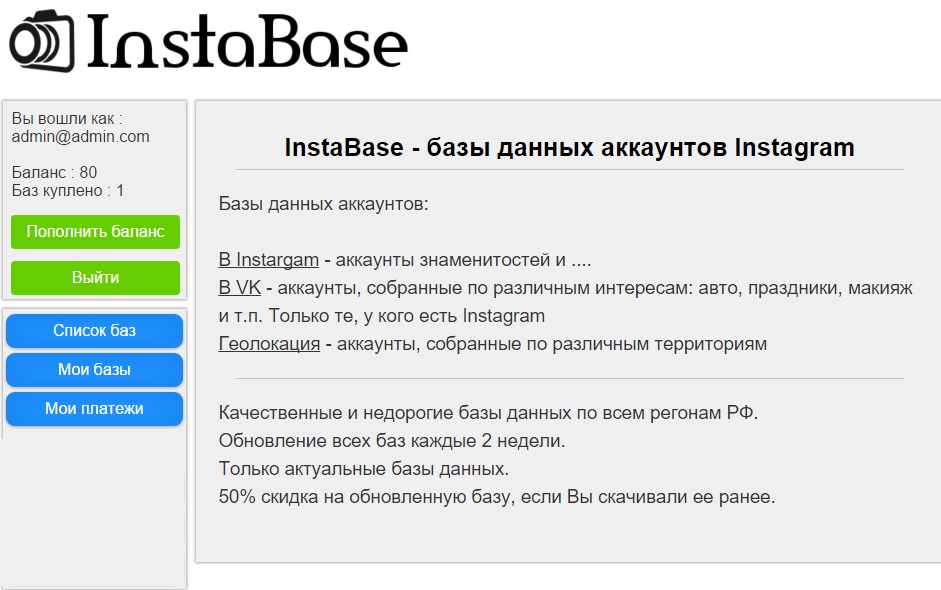 InstaBase
Вы вошли как :
admin@admin.com
Баланс : 80
Баз куплено : 1
Пополнить баланс
Выйти
Список баз
Мои базы
Мои платежи
InstaBase - базы данных аккаунтов Instagram
Базы данных аккаунтов:
В Instargam - аккаунты знаменитостей и ....
В VK - аккаунты, собранные по различным интересам: авто, праздники, макияж
и т.п. Только те, у кого есть Instagram
Геолокация - аккаунты, собранные по различным территориям
Качественные и недорогие базы данных по всем регонам РФ.
Обновление всех баз каждые 2 недели.
Только актуальные базы данных.
50% скидка на обновленную базу, если Вы скачивали ее ранее.